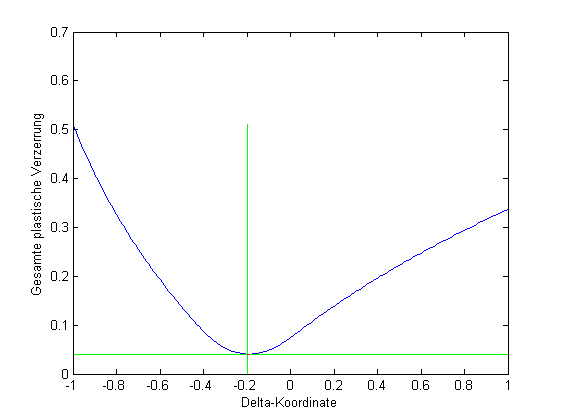 0.7
0.6
0.5
0.4
0.3
0.2
0.1
0
Gesamte plastische Verzerrung
-1 -0.8 -0.6 -0.4 -0.2 0 0.2 0.4 0.6 0.8 1
Delta-Koordinate